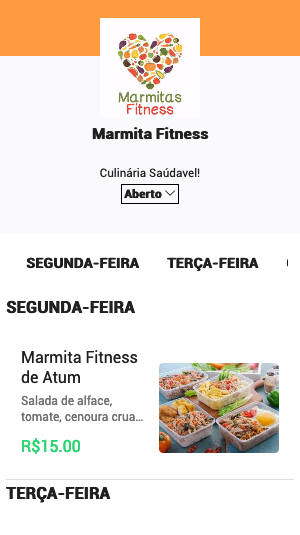 Marmitas
Fitness
Marmita Fitness
Culinária Saúdavel!
Aberto
SEGUNDA-FEIRA TERÇA-FEIRA
SEGUNDA-FEIRA
Marmita Fitness
de Atum
Salada de alface,
tomate, cenoura crua...
R$15.00
TERÇA-FEIRA